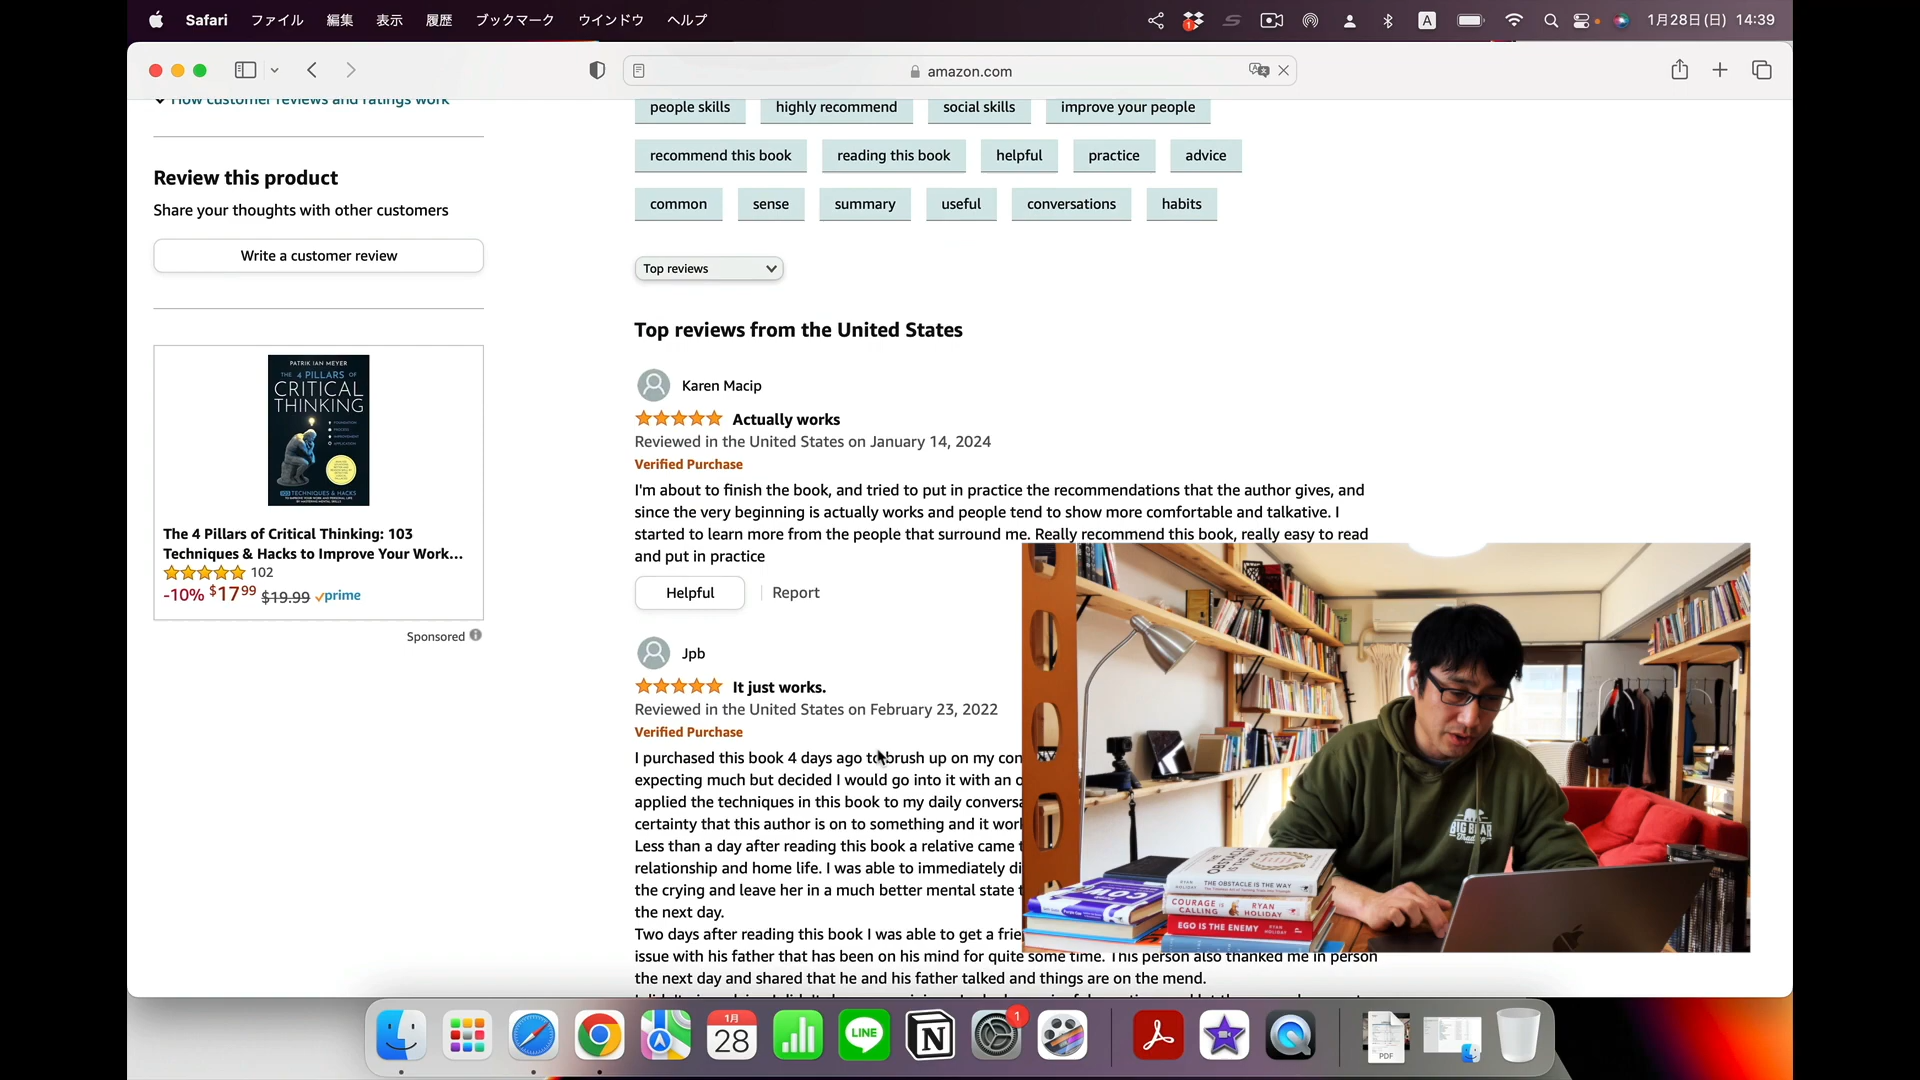 Safari ファイル 編集 表示 履歴 ブックマーク ウインドウ ヘルプ
A
1月28日(日) 14:39
amazon.com
How customer reviews and ratings work
Review this product
Share your thoughts with other customers
Write a customer review
PATRIK IAN MEYER
THE 4 PILLARS OF
CRITICAL
THINKING
The 4 Pillars of Critical Thinking: 103
Techniques & Hacks to Improve Your Work...
102
-10% $1799 $19.99 prime
Sponsored
people skills highly recommend social skills improve your people
recommend this book reading this book helpful practice advice
common sense summary useful conversations habits
Top reviews
Top reviews from the United States
Karen Macip
Actually works
Reviewed in the United States on January 14, 2024
Verified Purchase
I'm about to finish the book, and tried to put in practice the recommendations that the author gives, and
since the very beginning is actually works and people tend to show more comfortable and talkative. I
started to learn more from the people that surround me. Really recommend this book, really easy to read
and put in practice
Helpful Report
Jpb
It just works.
Reviewed in the United States on February 23, 2022
Verified Purchase
I purchased this book 4 days ago to brush up on my con
expecting much but decided I would go into it with an
applied the techniques in this book to my daily conversa
certainty that this author is on to something and it wor
Less than a day after reading this book a relative came
relationship and home life. I was able to immediately di
the crying and leave her in a much better mental state
the next day.
Two days after reading this book I was able to get a frie
issue with his father that has been on his mind for quite some time. This person also thanked me in person
the next day and shared that he and his father talked and things are on the mend.
BIG BEAR
THE OBSTACLE IS THE WAY
COURAGE IS
CALLING
RYAN
HOLIDAY
EGO IS THE ENEMY
1月
28
LINE
1
PDF